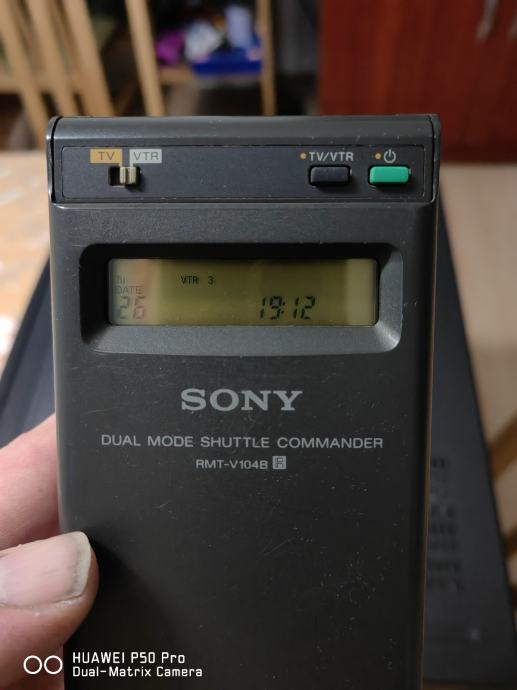 TV VTR
TV/VTR
Tu
VTR 3
DATE
26
19:12
SONY
DUAL MODE SHUTTLE COMMANDER
RMT-V104B
HUAWEI P50 Pro
Dual-Matrix Camera